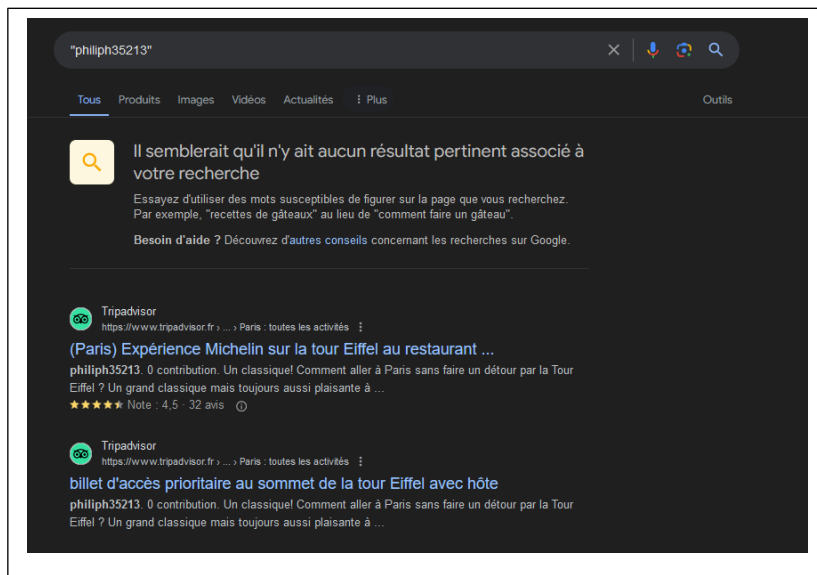 "philiph35213"
Tous Produits Images Vidéos Actualités ⋮ Plus Outils
Il semblerait qu'il n'y ait aucun résultat pertinent associé à
votre recherche
Essayez d'utiliser des mots susceptibles de figurer sur la page que vous recherchez.
Par exemple, "recettes de gâteaux" au lieu de "comment faire un gâteau".
Besoin d'aide ? Découvrez d'autres conseils concernant les recherches sur Google.
Tripadvisor
https://www.tripadvisor.fr › ... › Paris : toutes les activités
(Paris) Expérience Michelin sur la tour Eiffel au restaurant ...
philiph35213. 0 contribution. Un classique! Comment aller à Paris sans faire un détour par la Tour
Eiffel ? Un grand classique mais toujours aussi plaisante à ...
Note : 4,5 · 32 avis
Tripadvisor
https://www.tripadvisor.fr › ... › Paris : toutes les activités
billet d'accès prioritaire au sommet de la tour Eiffel avec hôte
philiph35213. 0 contribution. Un classique! Comment aller à Paris sans faire un détour par la Tour
Eiffel ? Un grand classique mais toujours aussi plaisante à ...